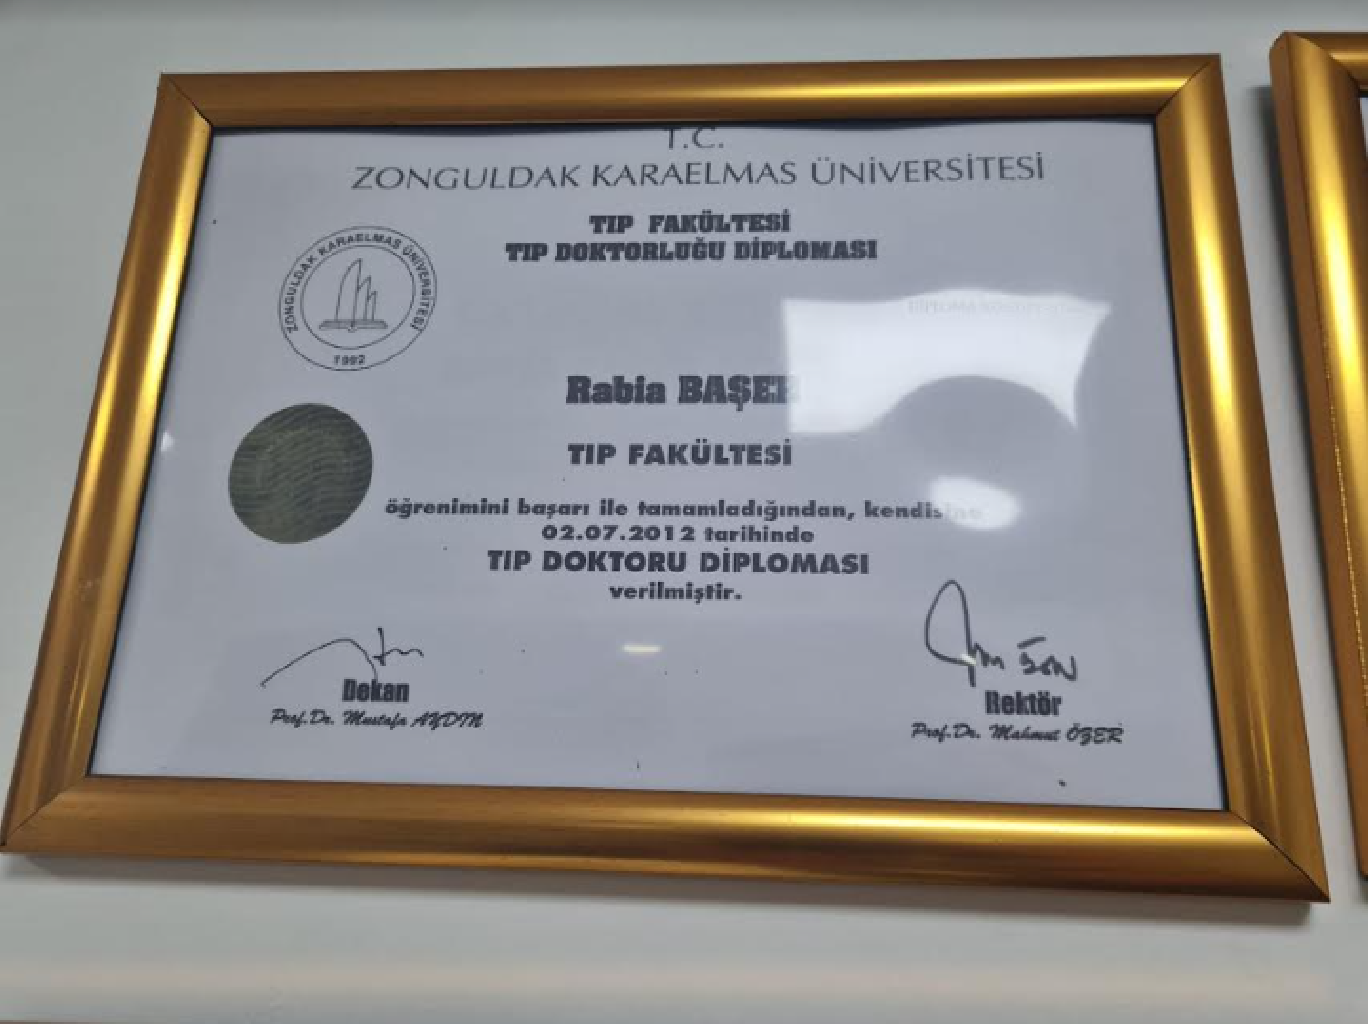 T.C.
ZONGULDAK KARAELMAS ÜNİVERSİTESİ
TIP FAKÜLTESİ
TIP DOKTORLUĞU DİPLOMASI
ZONGULDAK KARAELMAS ÜNİVERSİTESİ
1992
Rabia
TIP FAKÜLTESİ
öğrenimini başarı ile tamamladığından, kendisine
02.07.2012 tarihinde
TIP DOKTORU DİPLOMASI
verilmiştir.
Dekan
Prof.Dr. Mustafa AYDIN
Rektör
Prof.Dr. Mahmut ÖZER